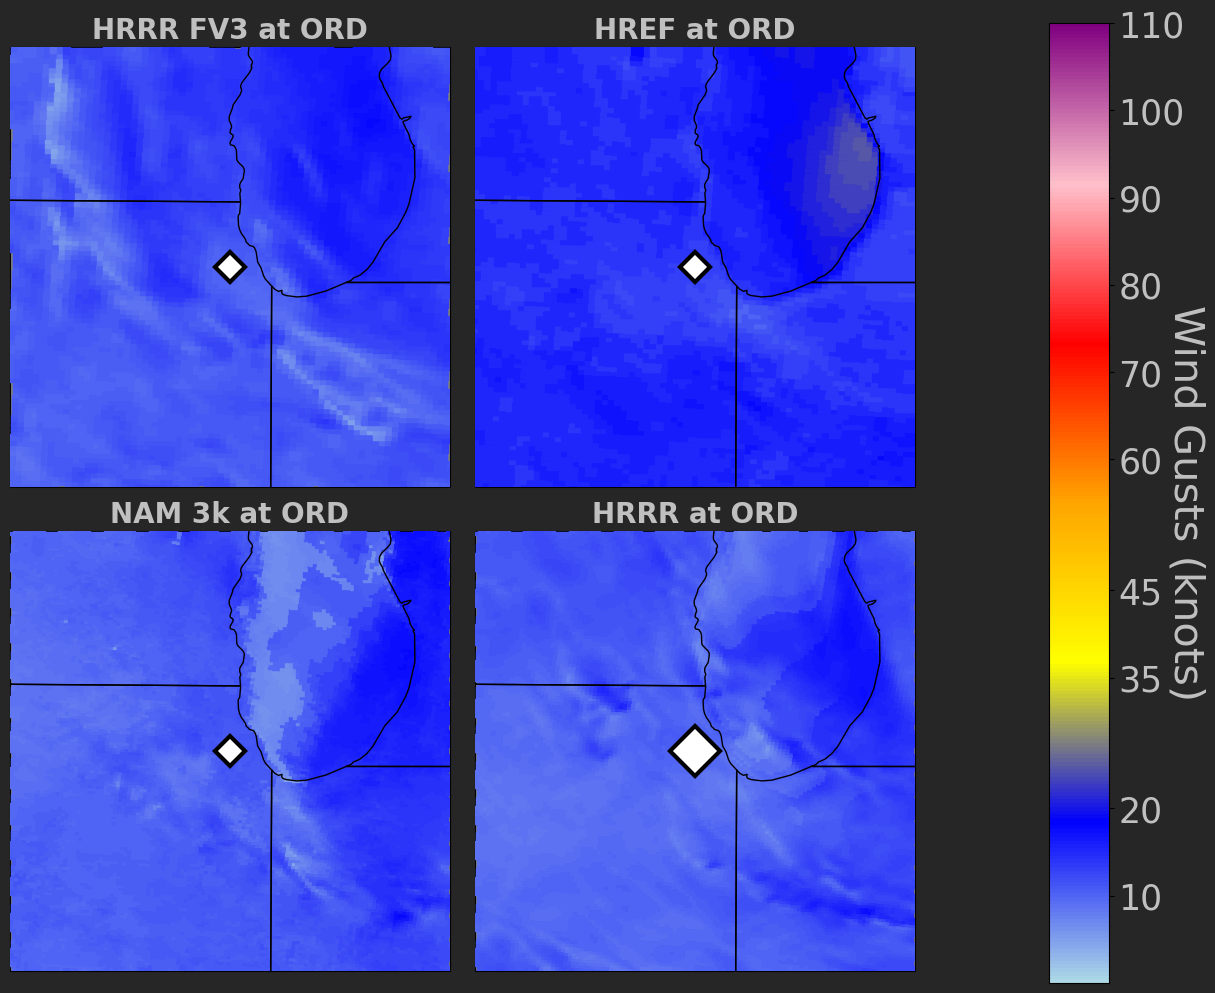 HRRR FV3 at ORD
HREF at ORD
NAM 3k at ORD
HRRR at ORD
110
100
90
80
70
60
45
35
20
10
Wind Gusts (knots)